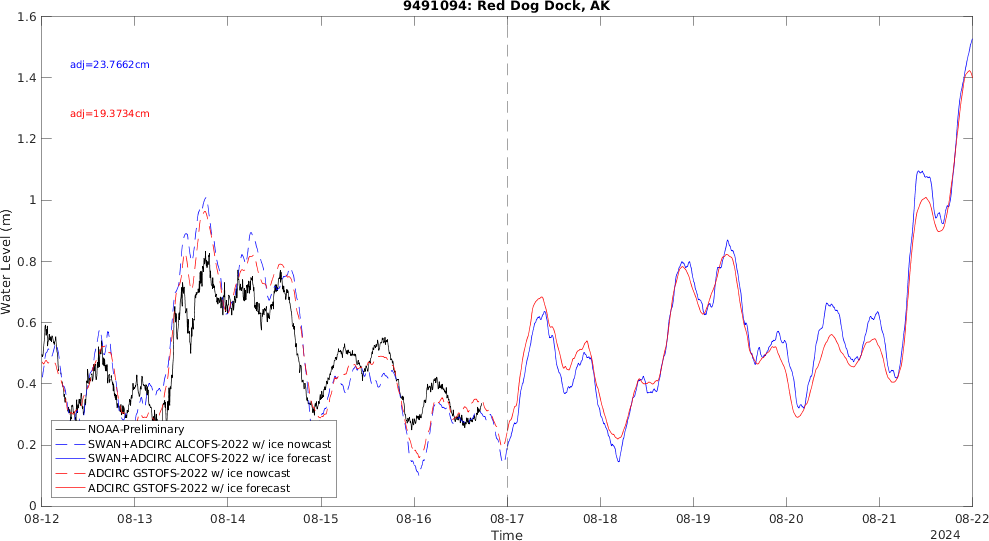 9491094: Red Dog Dock, AK
1.6
1.4
1.2
1
0.8
0.6
0.4
0.2
0
Water Level (m)
adj=23.7662cm
adj=19.3734cm
NOAA-Preliminary
SWAN+ADCIRC ALCOFS-2022 w/ ice nowcast
SWAN+ADCIRC ALCOFS-2022 w/ ice forecast
ADCIRC GSTOFS-2022 w/ ice nowcast
ADCIRC GSTOFS-2022 w/ ice forecast
08-12 08-13 08-14 08-15 08-16 08-17 08-18 08-19 08-20 08-21 08-22
Time
2024